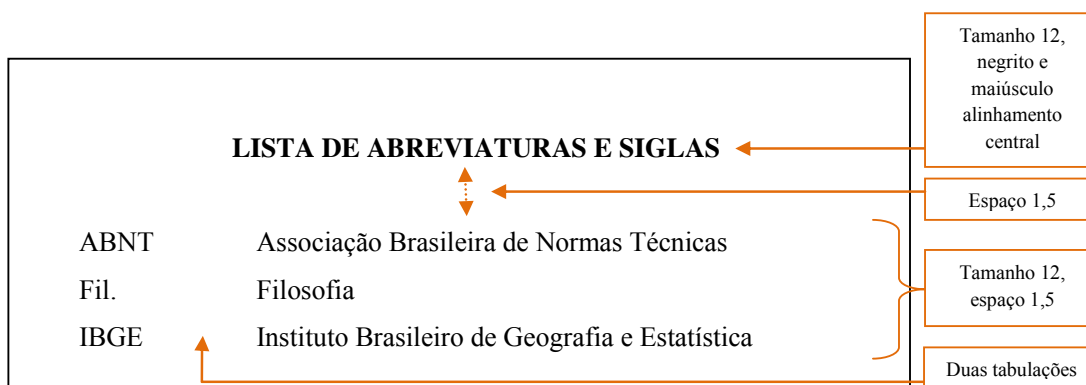 Tamanho 12,
negrito e
maiúsculo
alinhamento
central
LISTA DE ABREVIATURAS E SIGLAS
Espaço 1,5
ABNT Associação Brasileira de Normas Técnicas
Fil. Filosofia
IBGE Instituto Brasileiro de Geografia e Estatística
Tamanho 12,
espaço 1,5
Duas tabulações